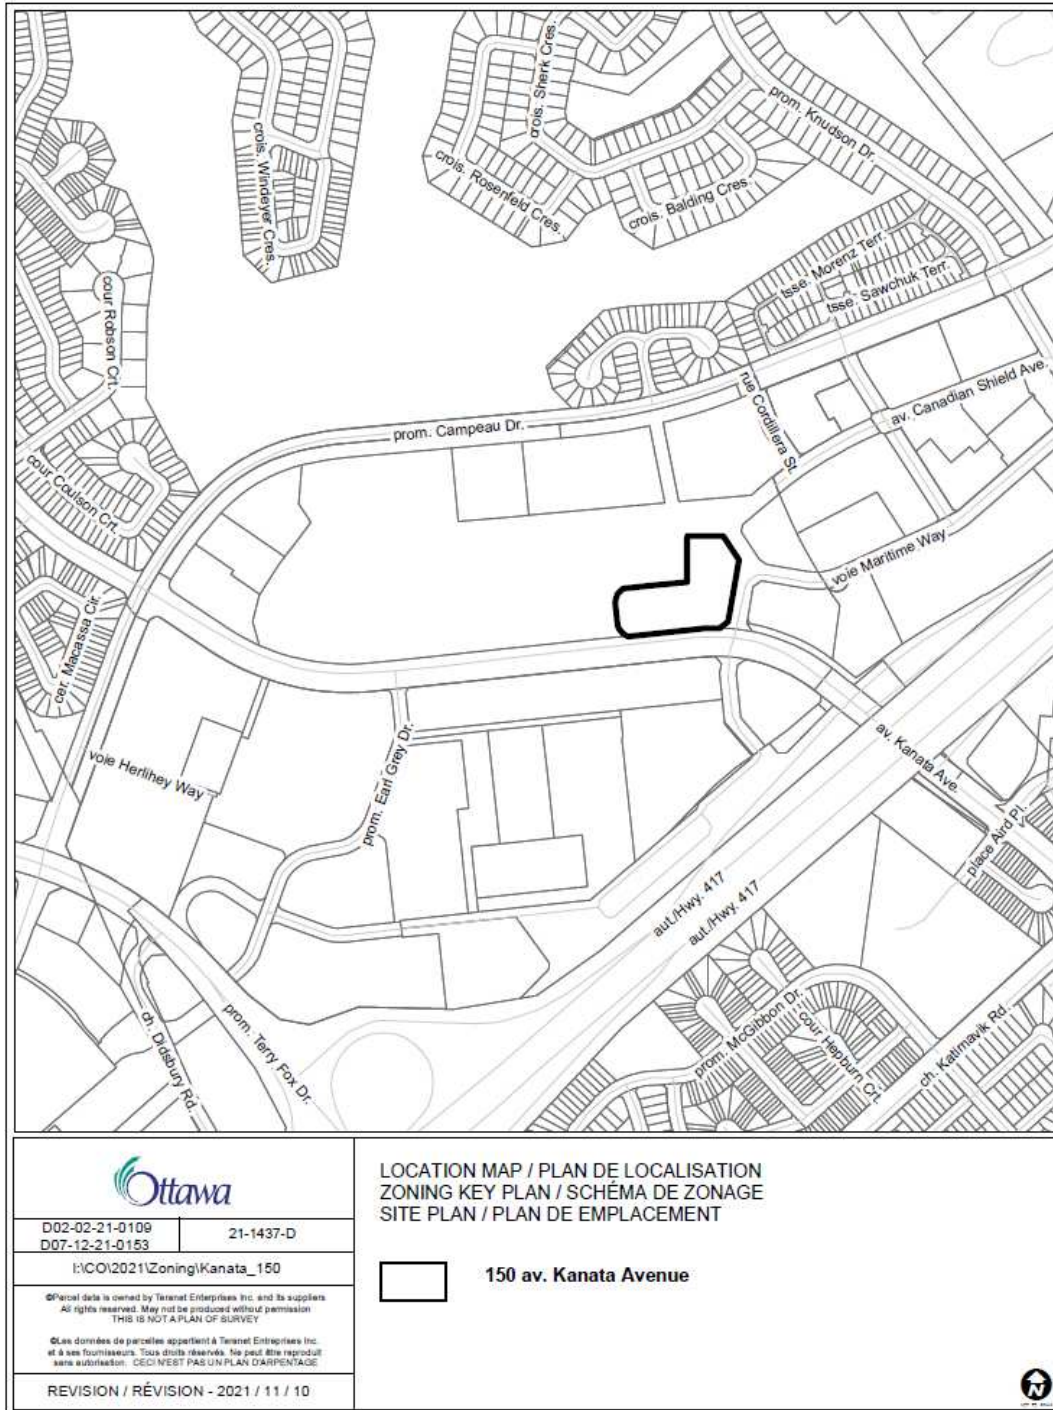 crois. Sherk Cres.
prom. Knudson Dr.
crois. Windeyer Cres.
crois. Rosenfeld Cres.
crois. Balding Cres.
tsse. Morenz Terr.
tsse. Sawchuk Terr.
cour Robson Crt.
rue Cordillera St.
av. Canadian Shield Ave.
prom. Campeau Dr.
cour Coulson Crt.
voie Maritime Way
cer. Macassa Cir.
av. Kanata Ave.
voie Herlihey Way
prom. Earl Grey Dr.
place Aird Pl.
aut./Hwy. 417
aut./Hwy. 417
prom. McGibbon Dr.
cour Hepburn Crt.
ch. Katimavik Rd.
ch. Didsbury Rd.
prom. Terry Fox Dr.
Ottawa
D02-02-21-0109
D07-12-21-0153
21-1437-D
I:\CO\2021\Zoning\Kanata_150
©Parcel data is owned by Teranet Enterprises Inc. and its suppliers
All rights reserved. May not be produced without permission
THIS IS NOT A PLAN OF SURVEY
©Les données de parcelles appartient à Teranet Entreprises Inc.
et à ses fournisseurs. Tous droits réservés. Ne peut être reproduit
sans autorisation. CECI N'EST PAS UN PLAN D'ARPENTAGE
REVISION / RÉVISION - 2021 / 11 / 10
LOCATION MAP / PLAN DE LOCALISATION
ZONING KEY PLAN / SCHÉMA DE ZONAGE
SITE PLAN / PLAN DE EMPLACEMENT
150 av. Kanata Avenue
N